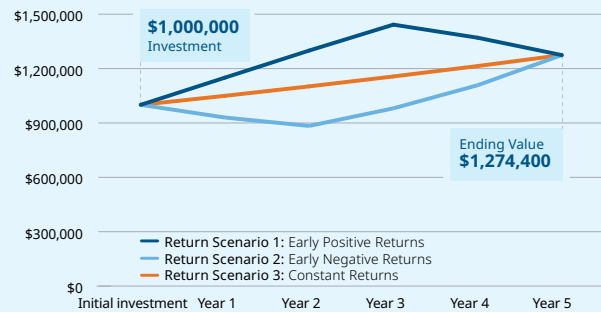 $1,500,000
$1,000,000
Investment
$1,200,000
$900,000
Ending Value
$1,274,400
$600,000
$300,000
Return Scenario 1: Early Positive Returns
Return Scenario 2: Early Negative Returns
Return Scenario 3: Constant Returns
$0
Initial investment Year 1 Year 2 Year 3 Year 4 Year 5